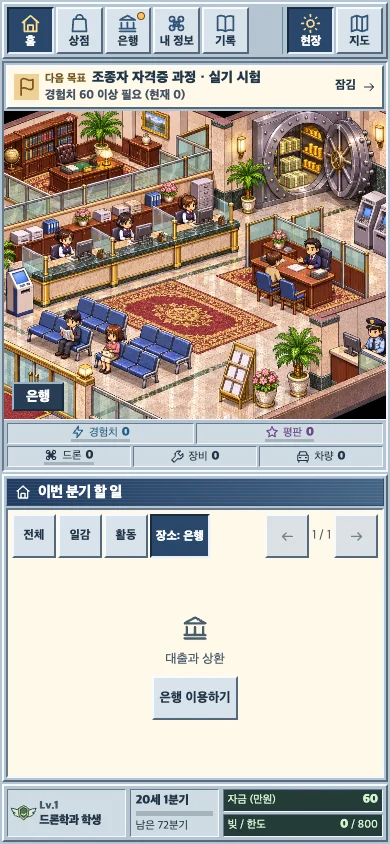 홈
상점
은행
내 정보
기록
현장
지도
다음 목표 조종자 자격증 과정 · 실기 시험
경험치 60 이상 필요 (현재 0)
잠김 →
은행
경험치 0
평판 0
드론 0
장비 0
차량 0
이번 분기 할 일
전체
일감
활동
장소: 은행
←
1 / 1
→
대출과 상환
은행 이용하기
Lv.1
드론학과 학생
20세 1분기
남은 72분기
자금 (만원) 60
빚 / 한도 0 / 800